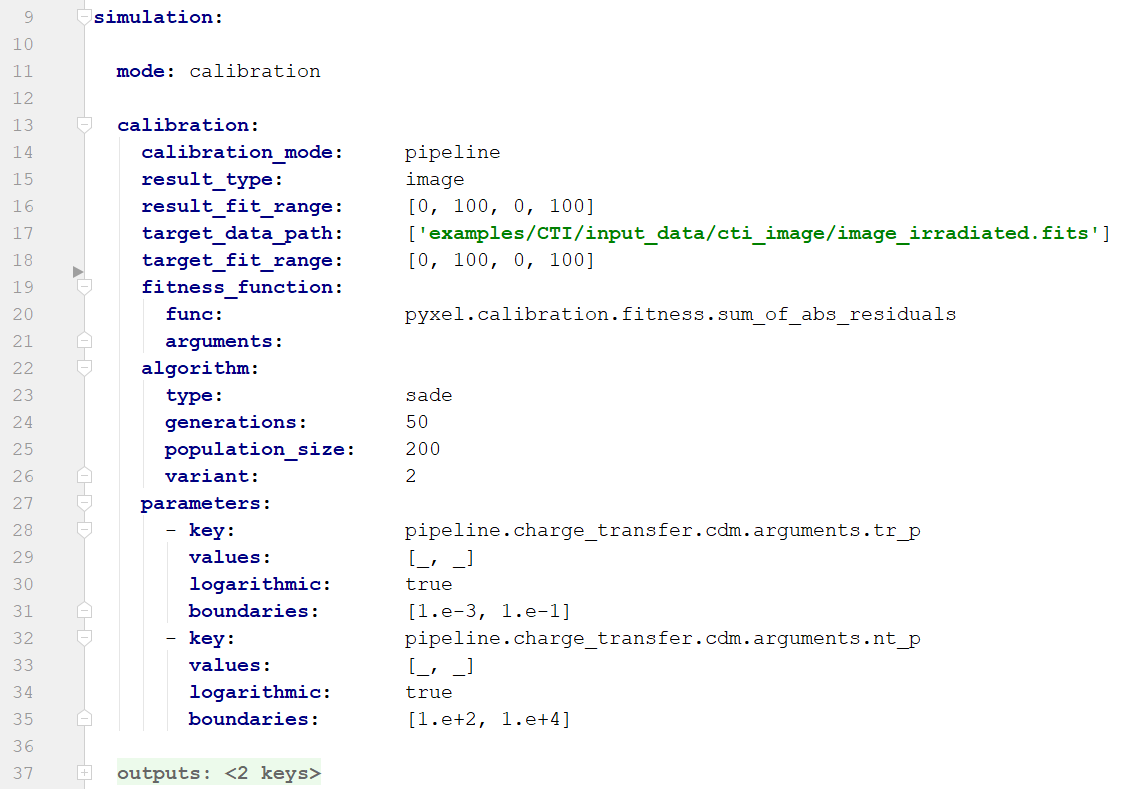 9 simulation:
10
11 mode: calibration
12
13 calibration:
14 calibration_mode: pipeline
15 result_type: image
16 result_fit_range: [0, 100, 0, 100]
17 target_data_path: ['examples/CTI/input_data/cti_image/image_irradiated.fits']
18 target_fit_range: [0, 100, 0, 100]
19 fitness_function:
20 func: pyxel.calibration.fitness.sum_of_abs_residuals
21 arguments:
22 algorithm:
23 type: sade
24 generations: 50
25 population_size: 200
26 variant: 2
27 parameters:
28 - key: pipeline.charge_transfer.cdm.arguments.tr_p
29 values: [_, _]
30 logarithmic: true
31 boundaries: [1.e-3, 1.e-1]
32 - key: pipeline.charge_transfer.cdm.arguments.nt_p
33 values: [_, _]
34 logarithmic: true
35 boundaries: [1.e+2, 1.e+4]
36
37 outputs: <2 keys>